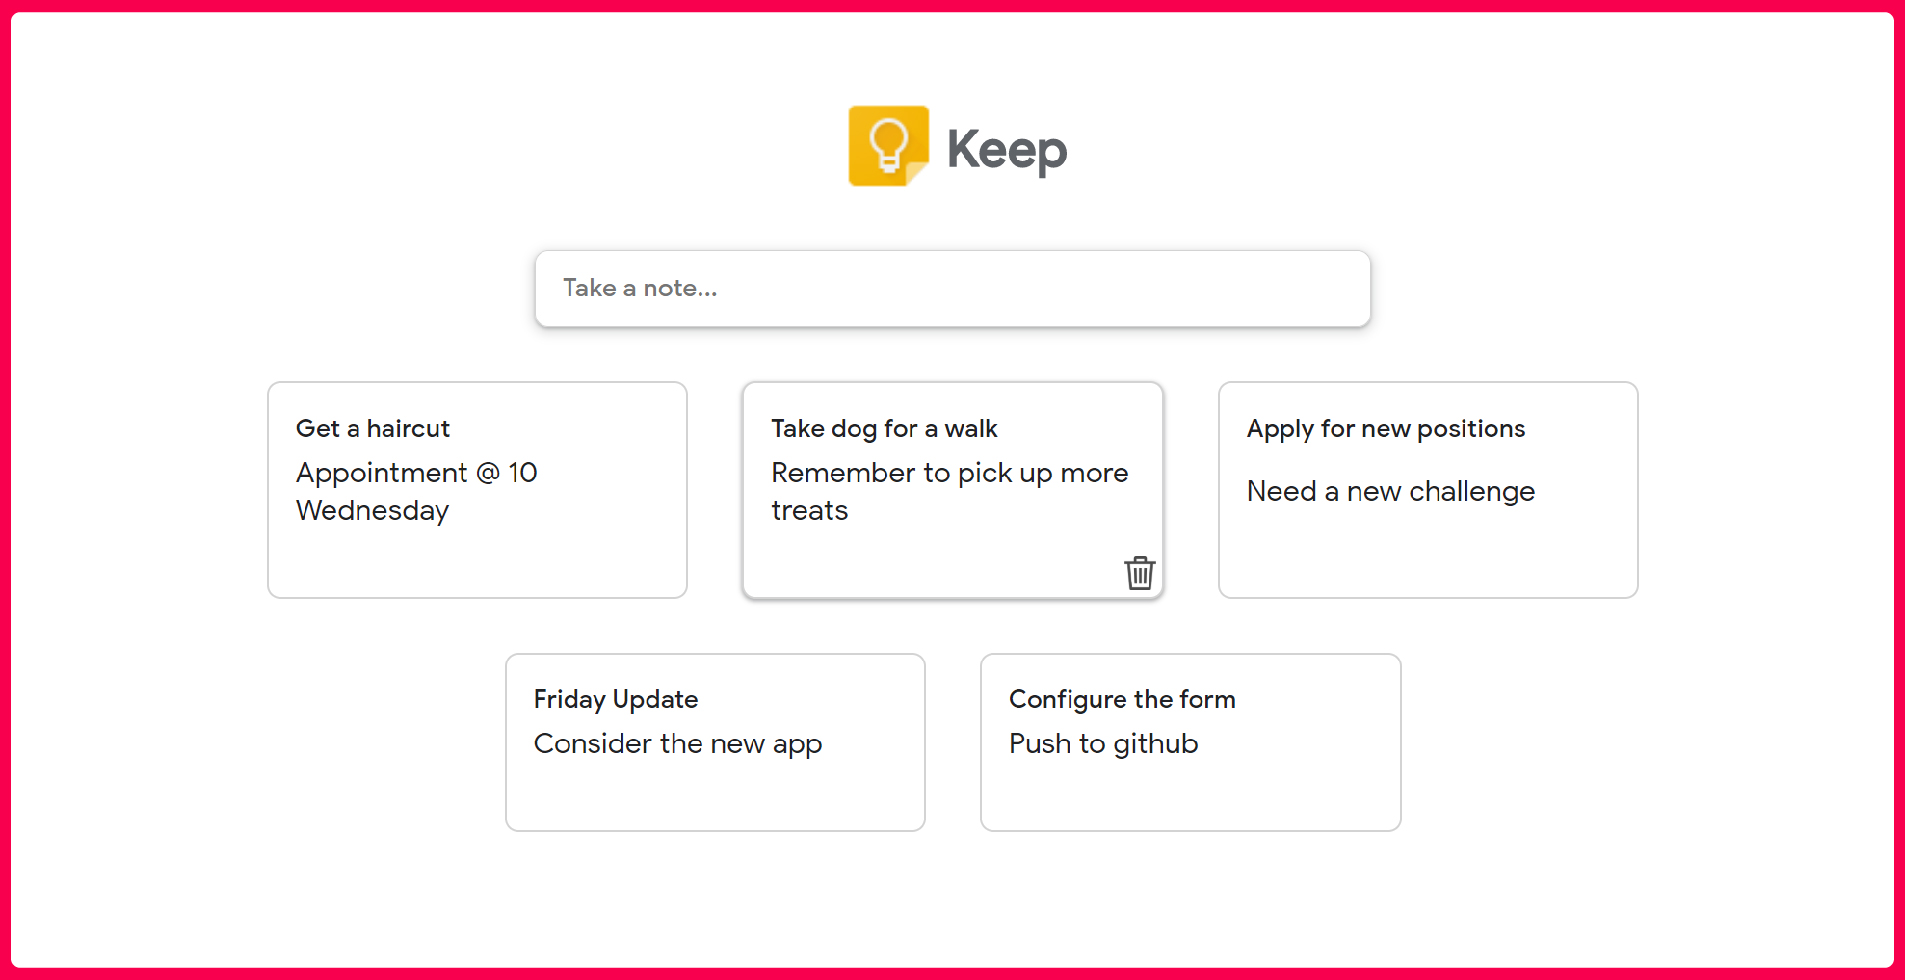 Keep
Take a note...
Get a haircut
Appointment @ 10
Wednesday
Take dog for a walk
Remember to pick up more
treats
Apply for new positions
Need a new challenge
Friday Update
Consider the new app
Configure the form
Push to github